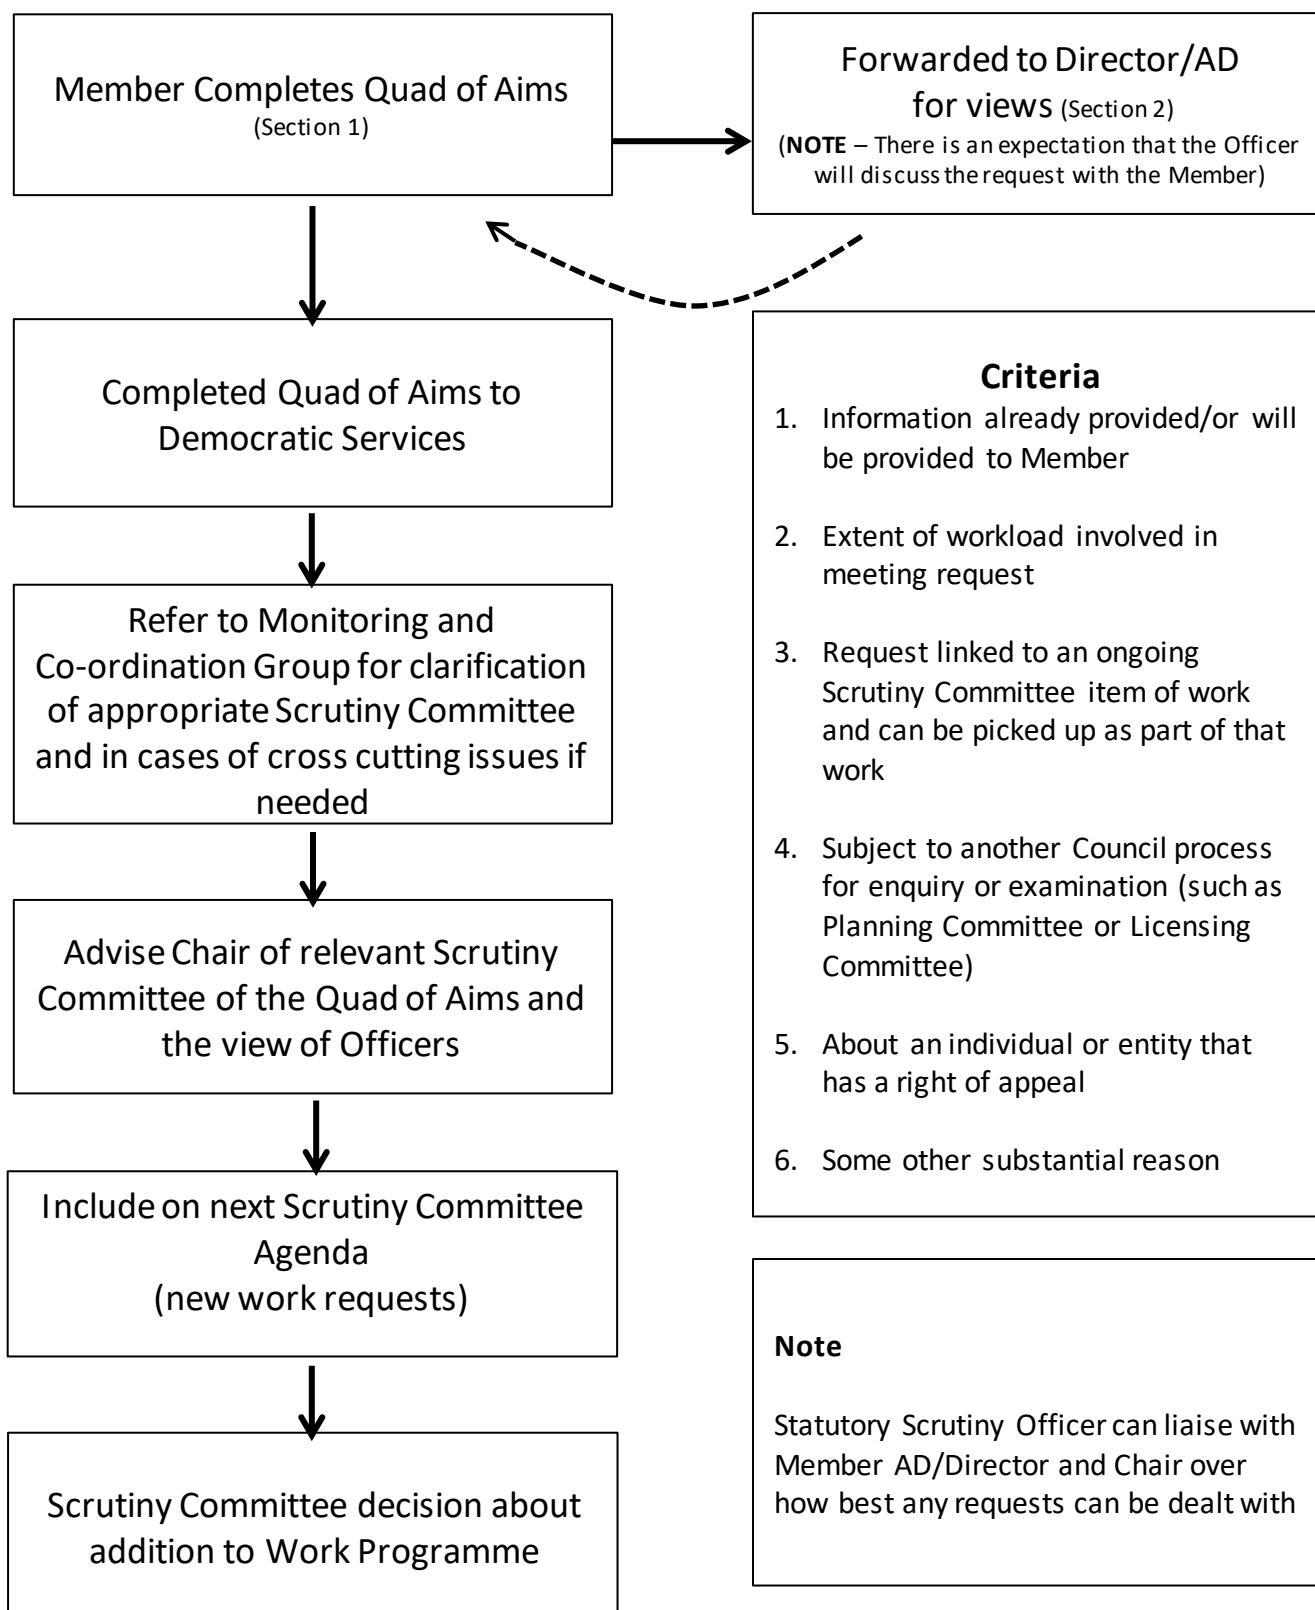 Member Completes Quad of Aims
(Section 1)
Forwarded to Director/AD
for views (Section 2)
(NOTE – There is an expectation that the Officer
will discuss the request with the Member)
Completed Quad of Aims to
Democratic Services
Refer to Monitoring and
Co-ordination Group for clarification
of appropriate Scrutiny Committee
and in cases of cross cutting issues if
needed
Advise Chair of relevant Scrutiny
Committee of the Quad of Aims and
the view of Officers
Include on next Scrutiny Committee
Agenda
(new work requests)
Scrutiny Committee decision about
addition to Work Programme
Criteria
1. Information already provided/or will
be provided to Member
2. Extent of workload involved in
meeting request
3. Request linked to an ongoing
Scrutiny Committee item of work
and can be picked up as part of that
work
4. Subject to another Council process
for enquiry or examination (such as
Planning Committee or Licensing
Committee)
5. About an individual or entity that
has a right of appeal
6. Some other substantial reason
Note
Statutory Scrutiny Officer can liaise with
Member AD/Director and Chair over
how best any requests can be dealt with